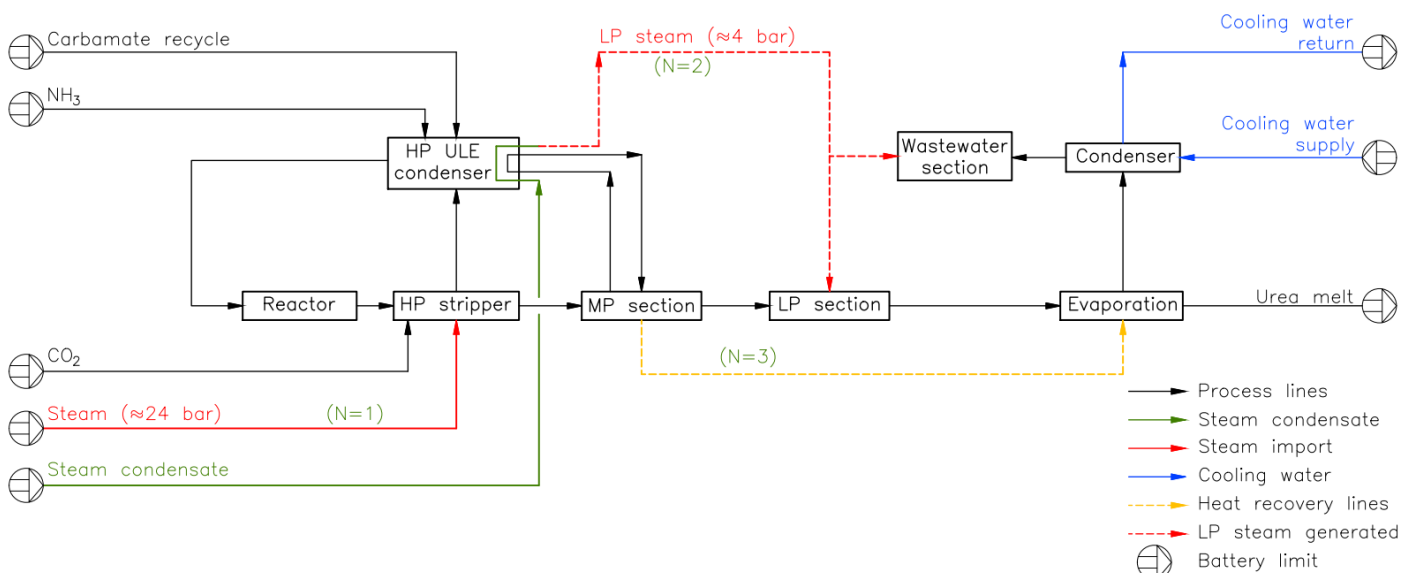 Carbamate recycle
NH₃
LP steam (≈4 bar)
(N=2)
Cooling water
return
HP ULE
condenser
Wastewater
section
Condenser
Cooling water
supply
Reactor
HP stripper
MP section
LP section
Evaporation
Urea melt
CO₂
(N=3)
Steam (≈24 bar)
(N=1)
Steam condensate
Process lines
Steam condensate
Steam import
Cooling water
Heat recovery lines
LP steam generated
Battery limit